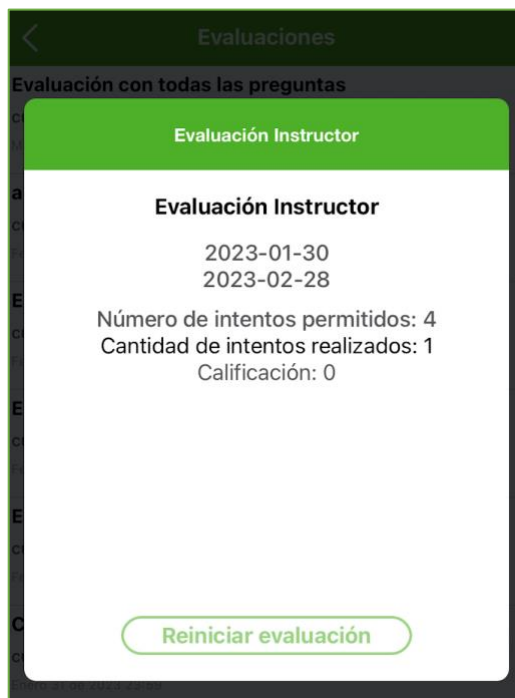 Evaluaciones
Evaluación con todas las preguntas
Evaluación Instructor
Evaluación Instructor
2023-01-30
2023-02-28
Número de intentos permitidos: 4
Cantidad de intentos realizados: 1
Calificación: 0
Reiniciar evaluación
Enero 31 de 2023 23:59